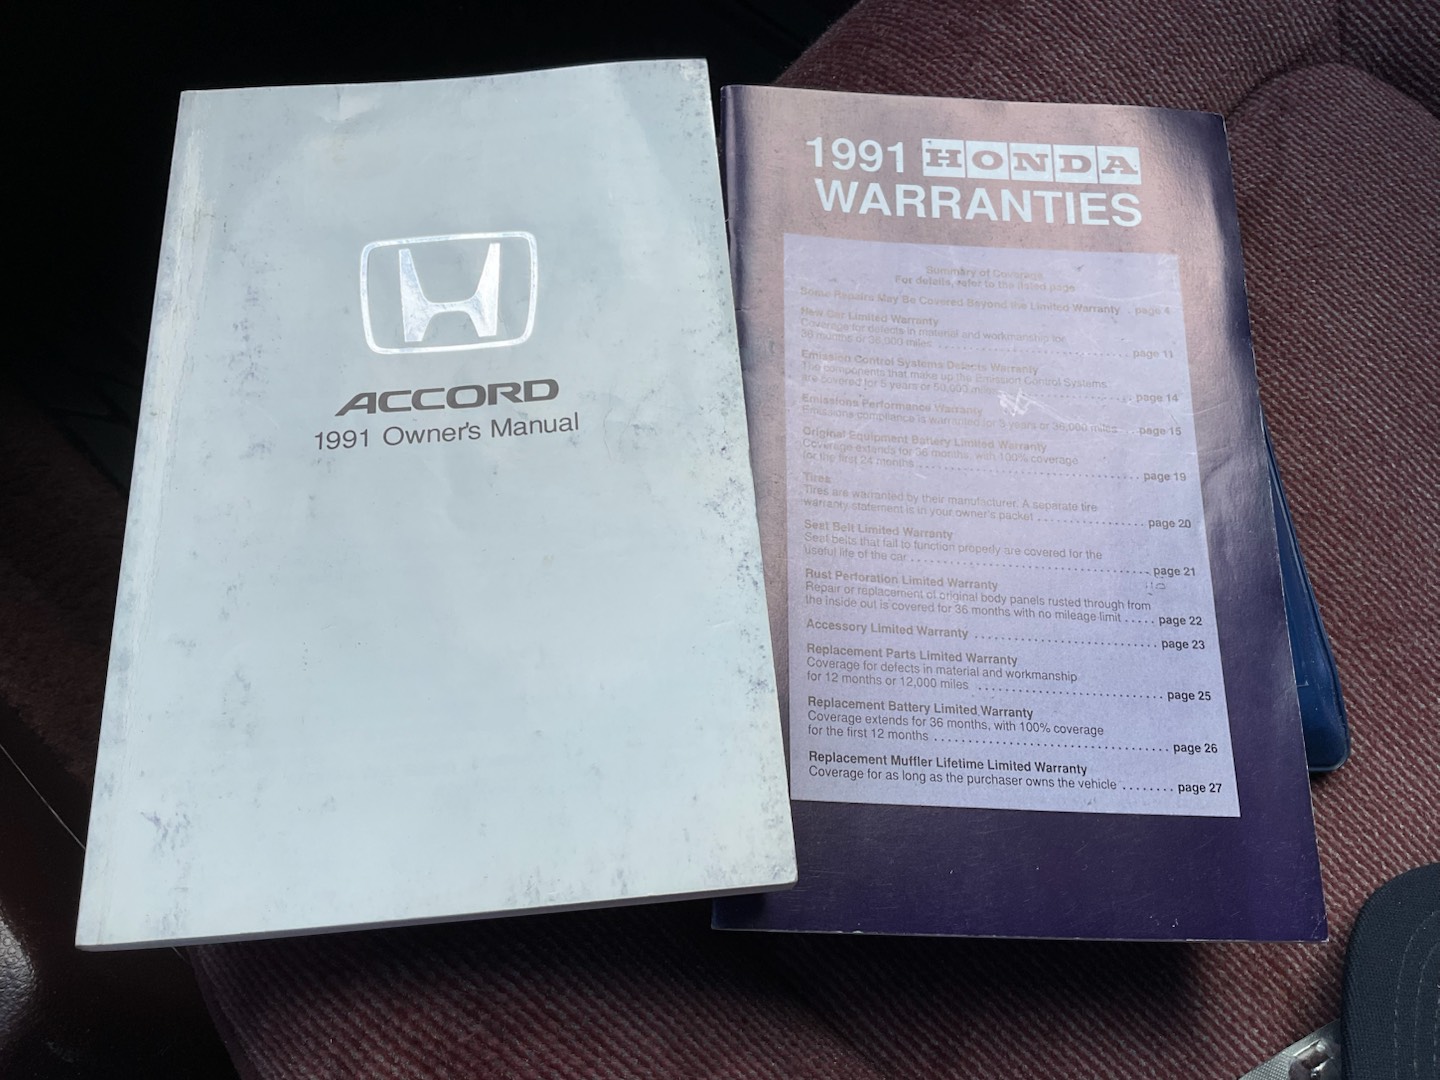 ACCORD
1991 Owner's Manual
1991 HONDA
WARRANTIES
Summary of Coverage
For details, refer to the listed page
Some Repairs May Be Covered Beyond the Limited Warranty . page 4
New Car Limited Warranty
Coverage for defects in material and workmanship for
36 months or 36,000 miles ........................ page 11
Emission Control Systems Defects Warranty
The components that make up the Emission Control Systems
are covered for 5 years or 50,000 miles ........................ page 14
Emissions Performance Warranty
Emissions compliance is warranted for 5 years or 36,000 miles .. page 15
Original Equipment Battery Limited Warranty
Coverage extends for 36 months, with 100% coverage
for the first 24 months ........................ page 19
Tires
Tires are warranted by their manufacturer. A separate tire
warranty statement is in your owner's packet ................ page 20
Seat Belt Limited Warranty
Seat belts that fail to function properly are covered for the
useful life of the car ........................ page 21
Rust Perforation Limited Warranty
Repair or replacement of original body panels rusted through from
the inside out is covered for 36 months with no mileage limit ..... page 22
Accessory Limited Warranty ........................ page 23
Replacement Parts Limited Warranty
Coverage for defects in material and workmanship
for 12 months or 12,000 miles ........................ page 25
Replacement Battery Limited Warranty
Coverage extends for 36 months, with 100% coverage
for the first 12 months ........................ page 26
Replacement Muffler Lifetime Limited Warranty
Coverage for as long as the purchaser owns the vehicle ........ page 27